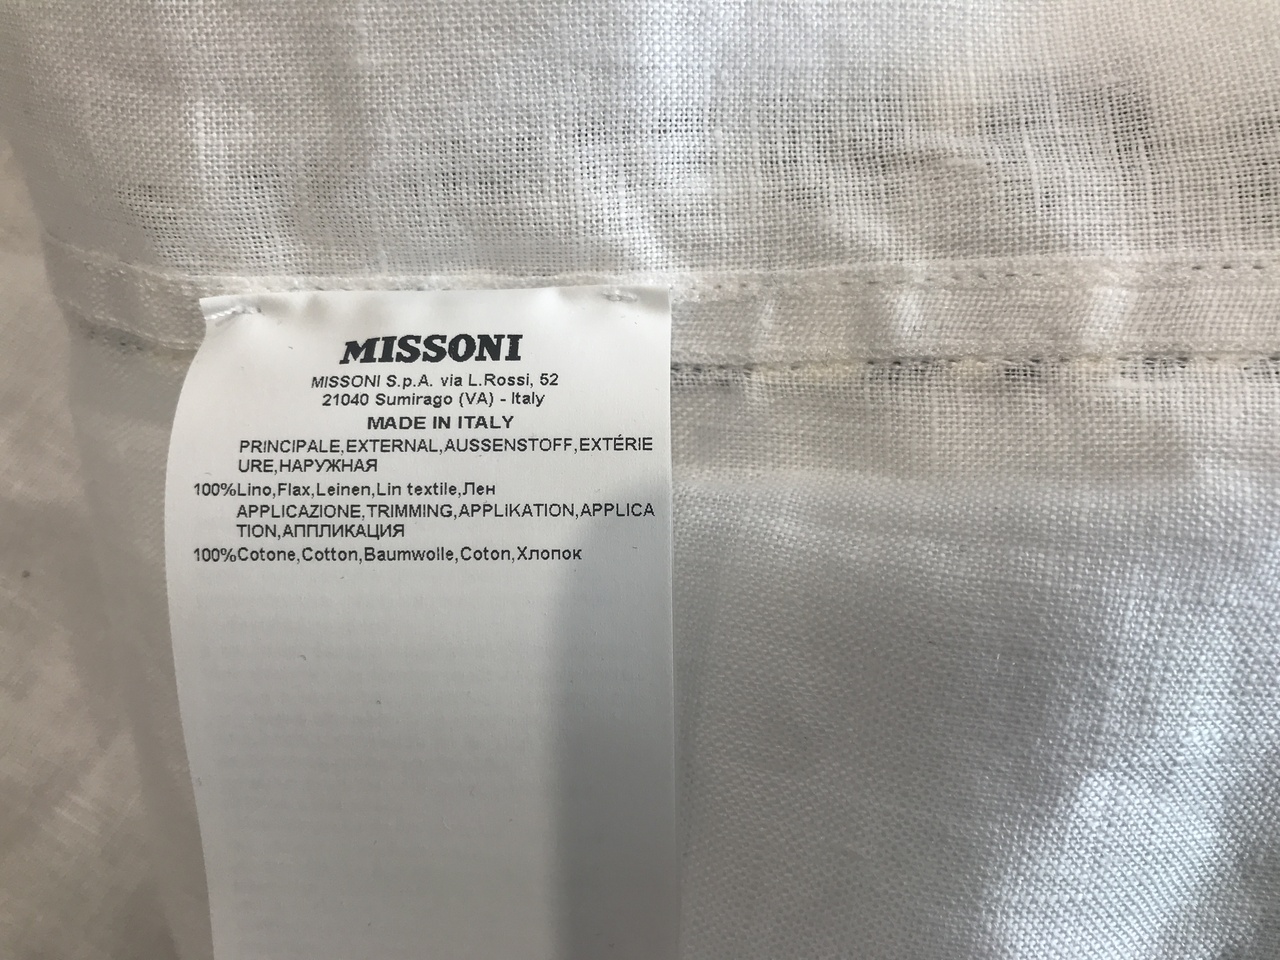 MISSONI
MISSONI S.p.A. via L.Rossi, 52
21040 Sumirago (VA) - Italy
MADE IN ITALY
PRINCIPALE,EXTERNAL,AUSSENSTOFF,EXTÉRIE
URE,НАРУЖНАЯ
100%Lino,Flax,Leinen,Lin textile,Лен
APPLICAZIONE,TRIMMING,APPLIKATION,APPLICA
TION,АППЛИКАЦИЯ
100%Cotone,Cotton,Baumwolle,Coton,Хлопок